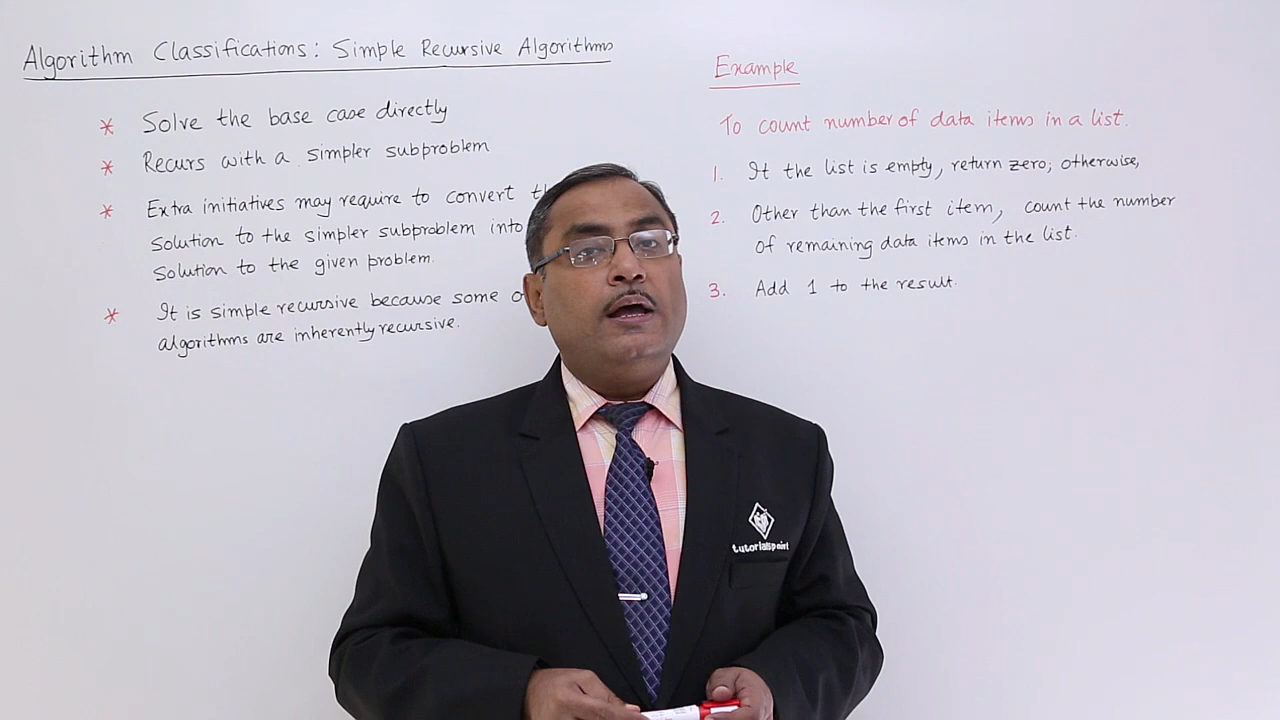 Algorithm Classifications: Simple Recursive Algorithms
* Solve the base case directly
* Recurs with a simpler subproblem
* Extra initiatives may require to convert
solution to the simpler subproblem into
solution to the given problem.
* It is simple recursive because some
algorithms are inherently recursive.
Example
To count number of data items in a list.
1. If the list is empty, return zero; otherwise,
2. Other than the first item, count the number
of remaining data items in the list.
3. Add 1 to the result.
tutorialspoint